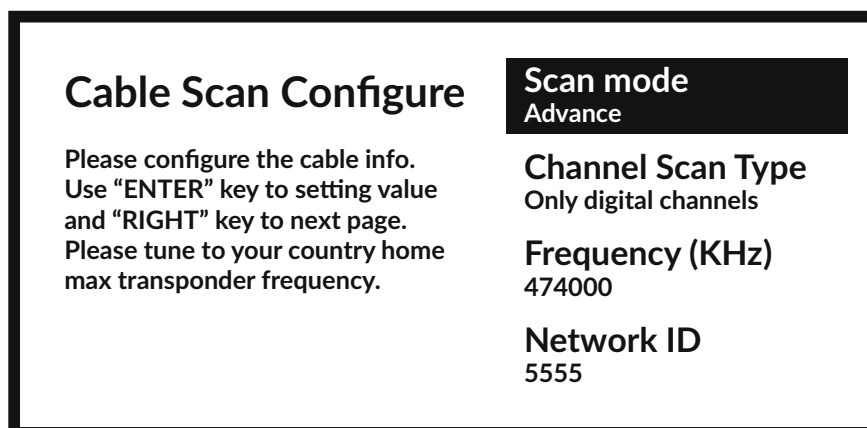 Cable Scan Configure
Please configure the cable info.
Use “ENTER” key to setting value
and “RIGHT” key to next page.
Please tune to your country home
max transponder frequency.
Scan mode
Advance
Channel Scan Type
Only digital channels
Frequency (KHz)
474000
Network ID
5555